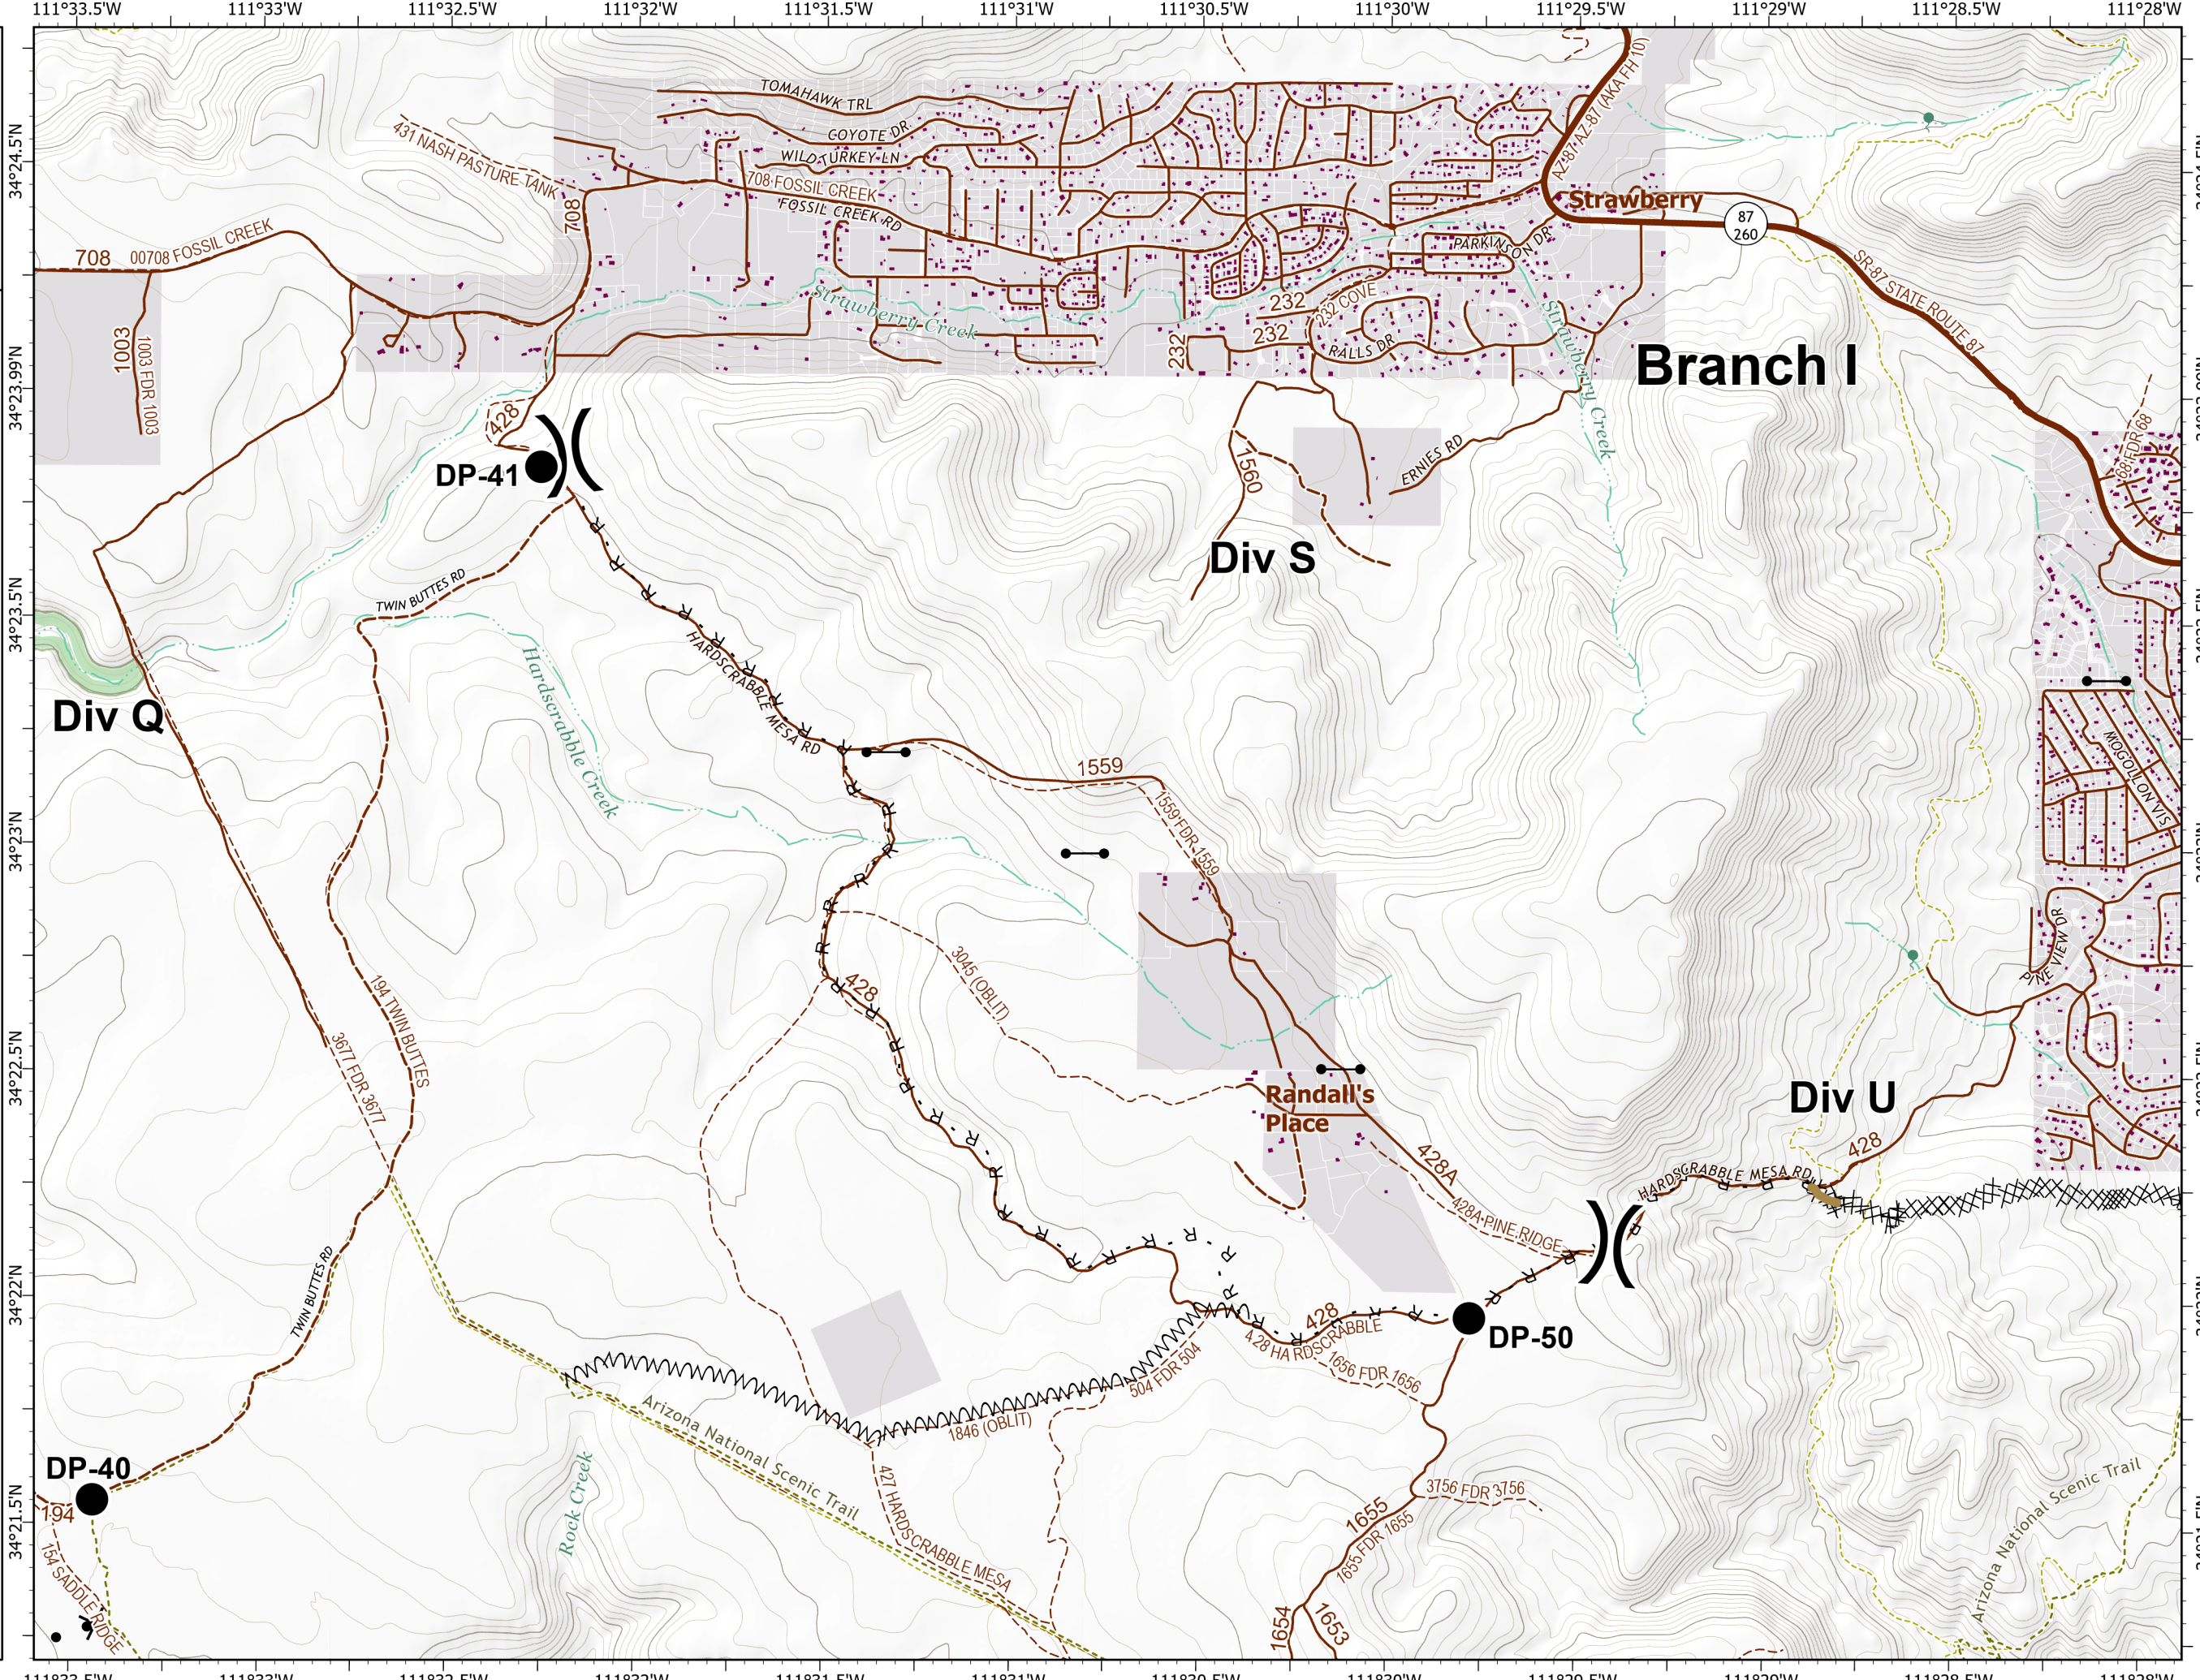 111°33.5'W 111°33'W 111°32.5'W 111°32'W 111°31.5'W 111°31'W 111°30.5'W 111°30'W 111°29.5'W 111°29'W 111°28.5'W 111°28'W
AZ-87 AZ-87 (AKA FH 10)
TOMAHAWK TRL
COYOTE DR
WILD TURKEY LN
431 NASH PASTURE TANK
34°24.5'N
708 FOSSIL CREEK
FOSSIL CREEK RD
708
Strawberry
87
260
PARKINSON DR
708
00708 FOSSIL CREEK
SR-87 STATE ROUTE 87
Strawberry Creek
232
232 COVE
232
232
RALLS DR
Strawberry Creek
1003
1003 FDR 1003
34°23.99'N
Branch I
428
68 FDR 68
DP-41
1560
ERNIES RD
Div S
34°23.5'N
TWIN BUTTES RD
Hardscrabble Creek
HARDSCRABBLE MESA RD
Div Q
1559
1559 FDR 1559
MOGOLLON VIS
34°23'N
PINE VIEW DR
3045 (OBLIT)
428
194 TWIN BUTTES
3677 FDR 3677
34°22.5'N
Randall's
Place
Div U
428
428A
428A PINE RIDGE
HARDSCRABBLE MESA RD
TWIN BUTTES RD
34°22'N
428
428 HARDSCRABBLE
DP-50
504 FDR 504
1656 FDR 1656
Arizona National Scenic Trail
1846 (OBLIT)
DP-40
194
154 SADDLE RIDGE
Rock Creek
427 HARDSCRABBLE MESA
3756 FDR 3756
1655
1655 FDR 1655
34°21.5'N
1654
1653
Arizona National Scenic Trail